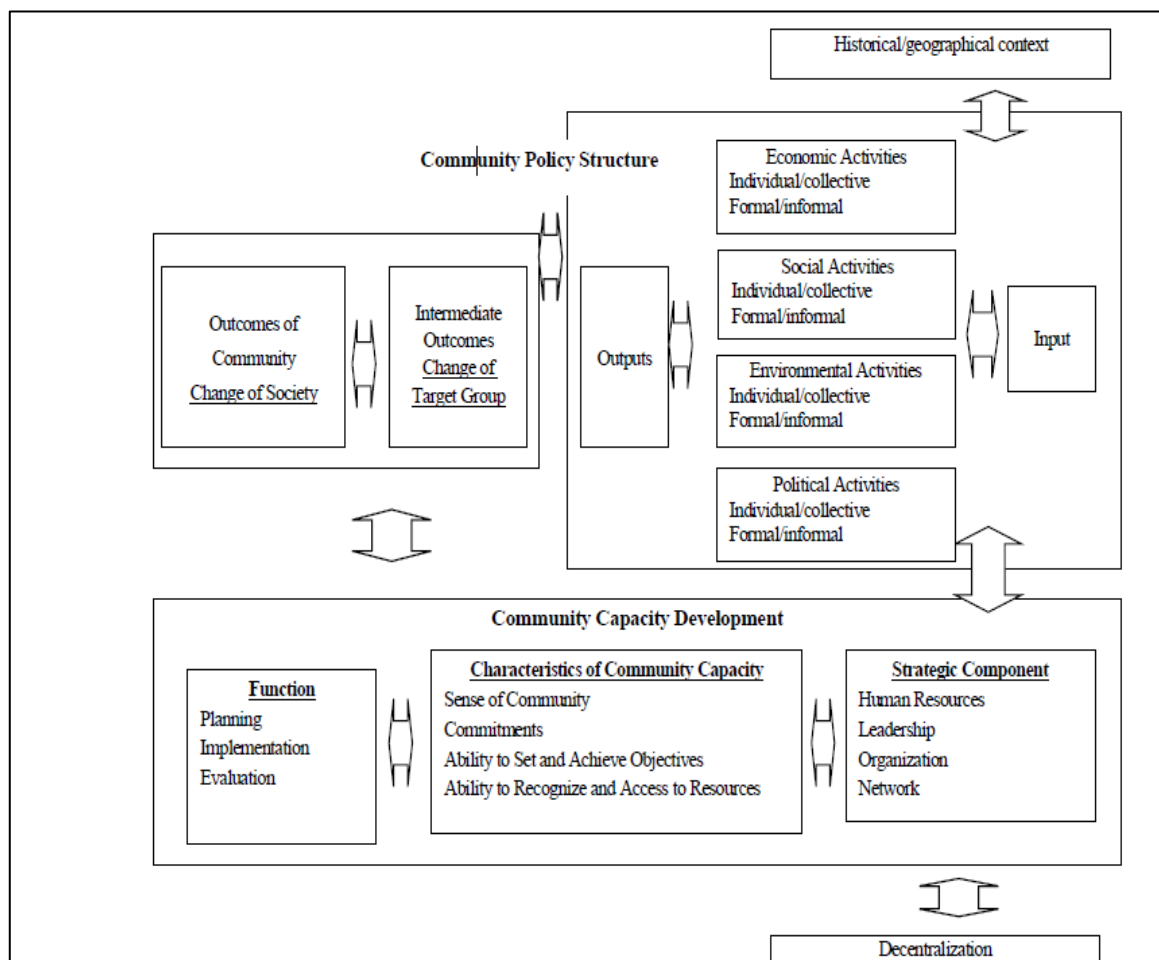 Historical/geographical context
Community Policy Structure
Economic Activities
Individual/collective
Formal/informal
Social Activities
Individual/collective
Formal/informal
Environmental Activities
Individual/collective
Formal/informal
Political Activities
Individual/collective
Formal/informal
Input
Outputs
Intermediate
Outcomes
Change of
Target Group
Outcomes of
Community
Change of Society
Community Capacity Development
Function
Planning
Implementation
Evaluation
Characteristics of Community Capacity
Sense of Community
Commitments
Ability to Set and Achieve Objectives
Ability to Recognize and Access to Resources
Strategic Component
Human Resources
Leadership
Organization
Network
Decentralization